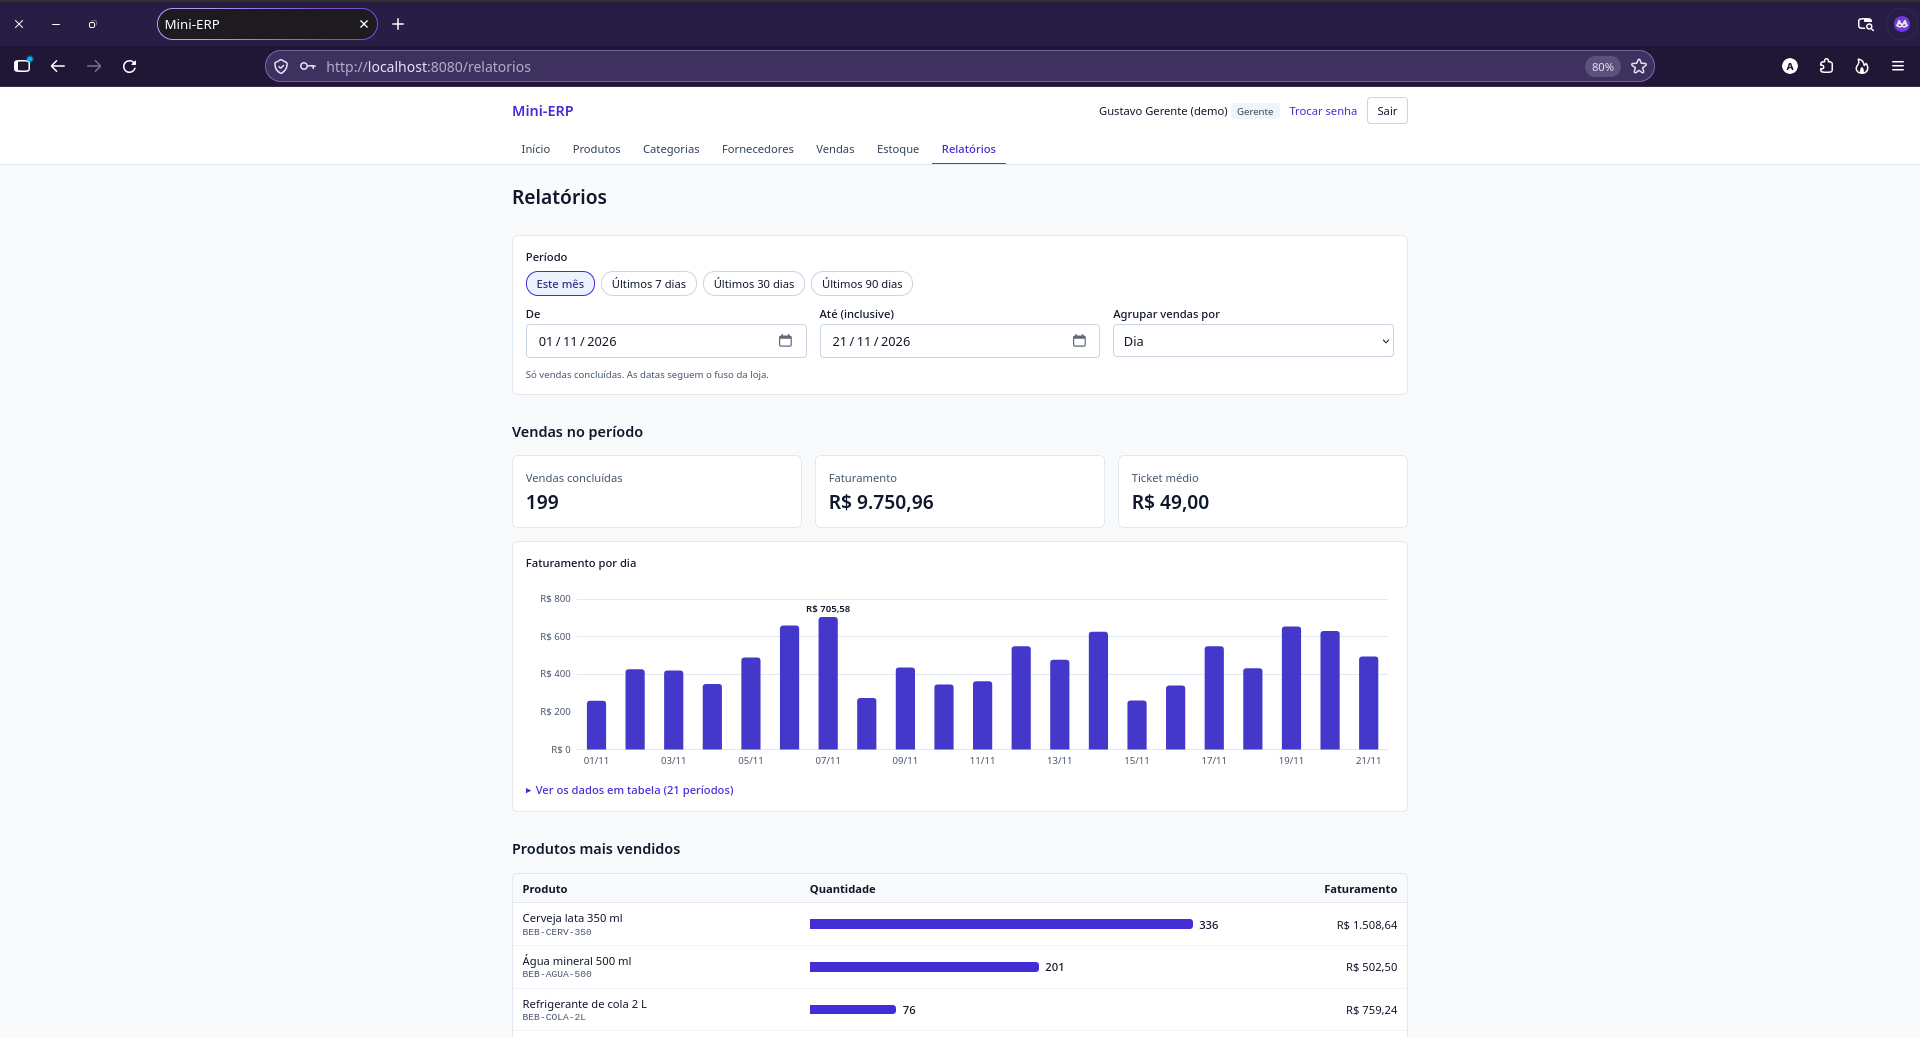 Mini-ERP
http://localhost:8080/relatorios
80%
A
Mini-ERP
Gustavo Gerente (demo) Gerente Trocar senha Sair
Início Produtos Categorias Fornecedores Vendas Estoque Relatórios
Relatórios
Período
Este mês Últimos 7 dias Últimos 30 dias Últimos 90 dias
De Até (inclusive) Agrupar vendas por
01 / 11 / 2026 21 / 11 / 2026 Dia
Só vendas concluídas. As datas seguem o fuso da loja.
Vendas no período
Vendas concluídas Faturamento Ticket médio
199 R$ 9.750,96 R$ 49,00
Faturamento por dia
R$ 800
R$ 705,58
R$ 600
R$ 400
R$ 200
R$ 0
01/11 03/11 05/11 07/11 09/11 11/11 13/11 15/11 17/11 19/11 21/11
▸ Ver os dados em tabela (21 períodos)
Produtos mais vendidos
Produto Quantidade Faturamento
Cerveja lata 350 ml
BEB-CERV-350
336 R$ 1.508,64
Água mineral 500 ml
BEB-AGUA-500
201 R$ 502,50
Refrigerante de cola 2 L
BEB-COLA-2L
76 R$ 759,24